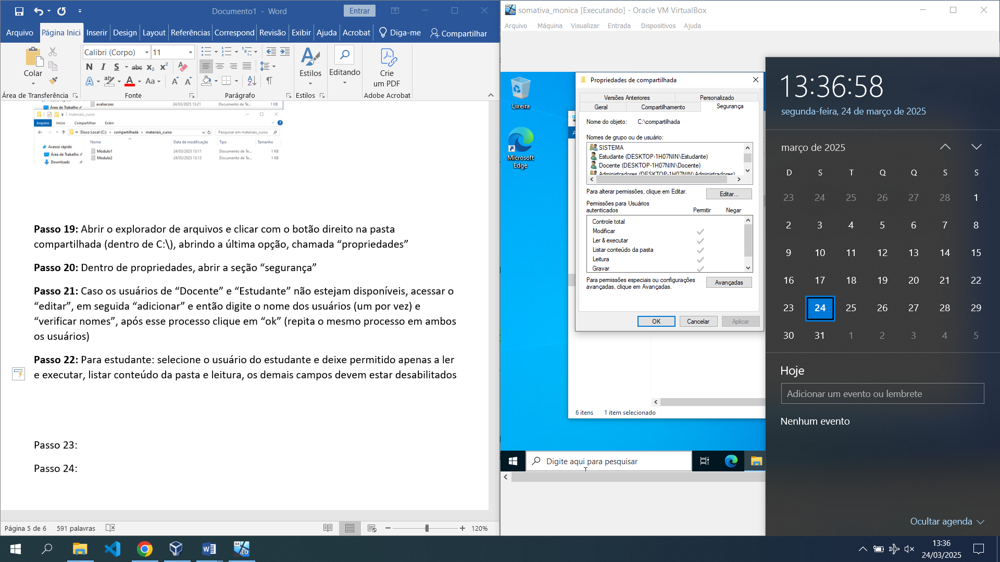 Documento1 - Word
Entrar
Arquivo
Página Inici
Inserir
Design
Layout
Referências
Correspond
Revisão
Exibir
Ajuda
Acrobat
Diga-me
Compartilhar
Colar
Área de Transferência
Calibri (Corpo)
11
N I S abc x₂ x²
A ab A Aa A A
Fonte
Parágrafo
Estilos
Estilos
Editando
Crie
um PDF
Adobe Acrobat
Área de Trabalho
avaliacoes
24/03/2025 13:21
Documento de Te...
1 KB
materiais_curso
Arquivo
Início
Compartilhar
Exibir
Disco Local (C:) › compartilhada › materiais_curso
Pesquisar em materiais_curso
Nome
Data de modificação
Tipo
Tamanho
Acesso rápido
Área de Trabalho
Downloads
Modulo1 24/03/2025 13:11 Documento de Te... 1 KB
Modulo2 24/03/2025 13:13 Documento de Te... 1 KB
Passo 19: Abrir o explorador de arquivos e clicar com o botão direito na pasta
compartilhada (dentro de C:\), abrindo a última opção, chamada “propriedades”
Passo 20: Dentro de propriedades, abrir a seção “segurança”
Passo 21: Caso os usuários de “Docente” e “Estudante” não estejam disponíveis, acessar o
“editar”, em seguida “adicionar” e então digite o nome dos usuários (um por vez) e
“verificar nomes”, após esse processo clique em “ok” (repita o mesmo processo em ambos
os usuários)
Passo 22: Para estudante: selecione o usuário do estudante e deixe permitido apenas a ler
e executar, listar conteúdo da pasta e leitura, os demais campos devem estar desabilitados
Passo 23:
Passo 24:
Página 5 de 6
591 palavras
120%
somativa_monica [Executando] - Oracle VM VirtualBox
Arquivo
Máquina
Visualizar
Entrada
Dispositivos
Ajuda
Lixeira
Microsoft
Edge
Propriedades de compartilhada
Versões Anteriores
Personalizado
Geral
Compartilhamento
Segurança
Nome do objeto: C:\compartilhada
Nomes de grupo ou de usuário:
SISTEMA
Estudante (DESKTOP-1H07NIN\Estudante)
Docente (DESKTOP-1H07NIN\Docente)
Administradores (DESKTOP-1H07NIN\Administradores)
Para alterar permissões, clique em Editar.
Editar...
Permissões para Usuários
autenticados
Permitir
Negar
Controle total
Modificar
Ler & executar
Listar conteúdo da pasta
Leitura
Gravar
Para permissões especiais ou configurações
avançadas, clique em Avançadas.
Avançadas
OK
Cancelar
Aplicar
6 itens
1 item selecionado
Digite aqui para pesquisar
13:36:58
segunda-feira, 24 de março de 2025
março de 2025
D S T Q Q S S
23 24 25 26 27 28 1
2 3 4 5 6 7 8
9 10 11 12 13 14 15
16 17 18 19 20 21 22
23 24 25 26 27 28 29
30 31 1 2 3 4 5
Hoje
Adicionar um evento ou lembrete
Nenhum evento
Ocultar agenda
13:36
24/03/2025